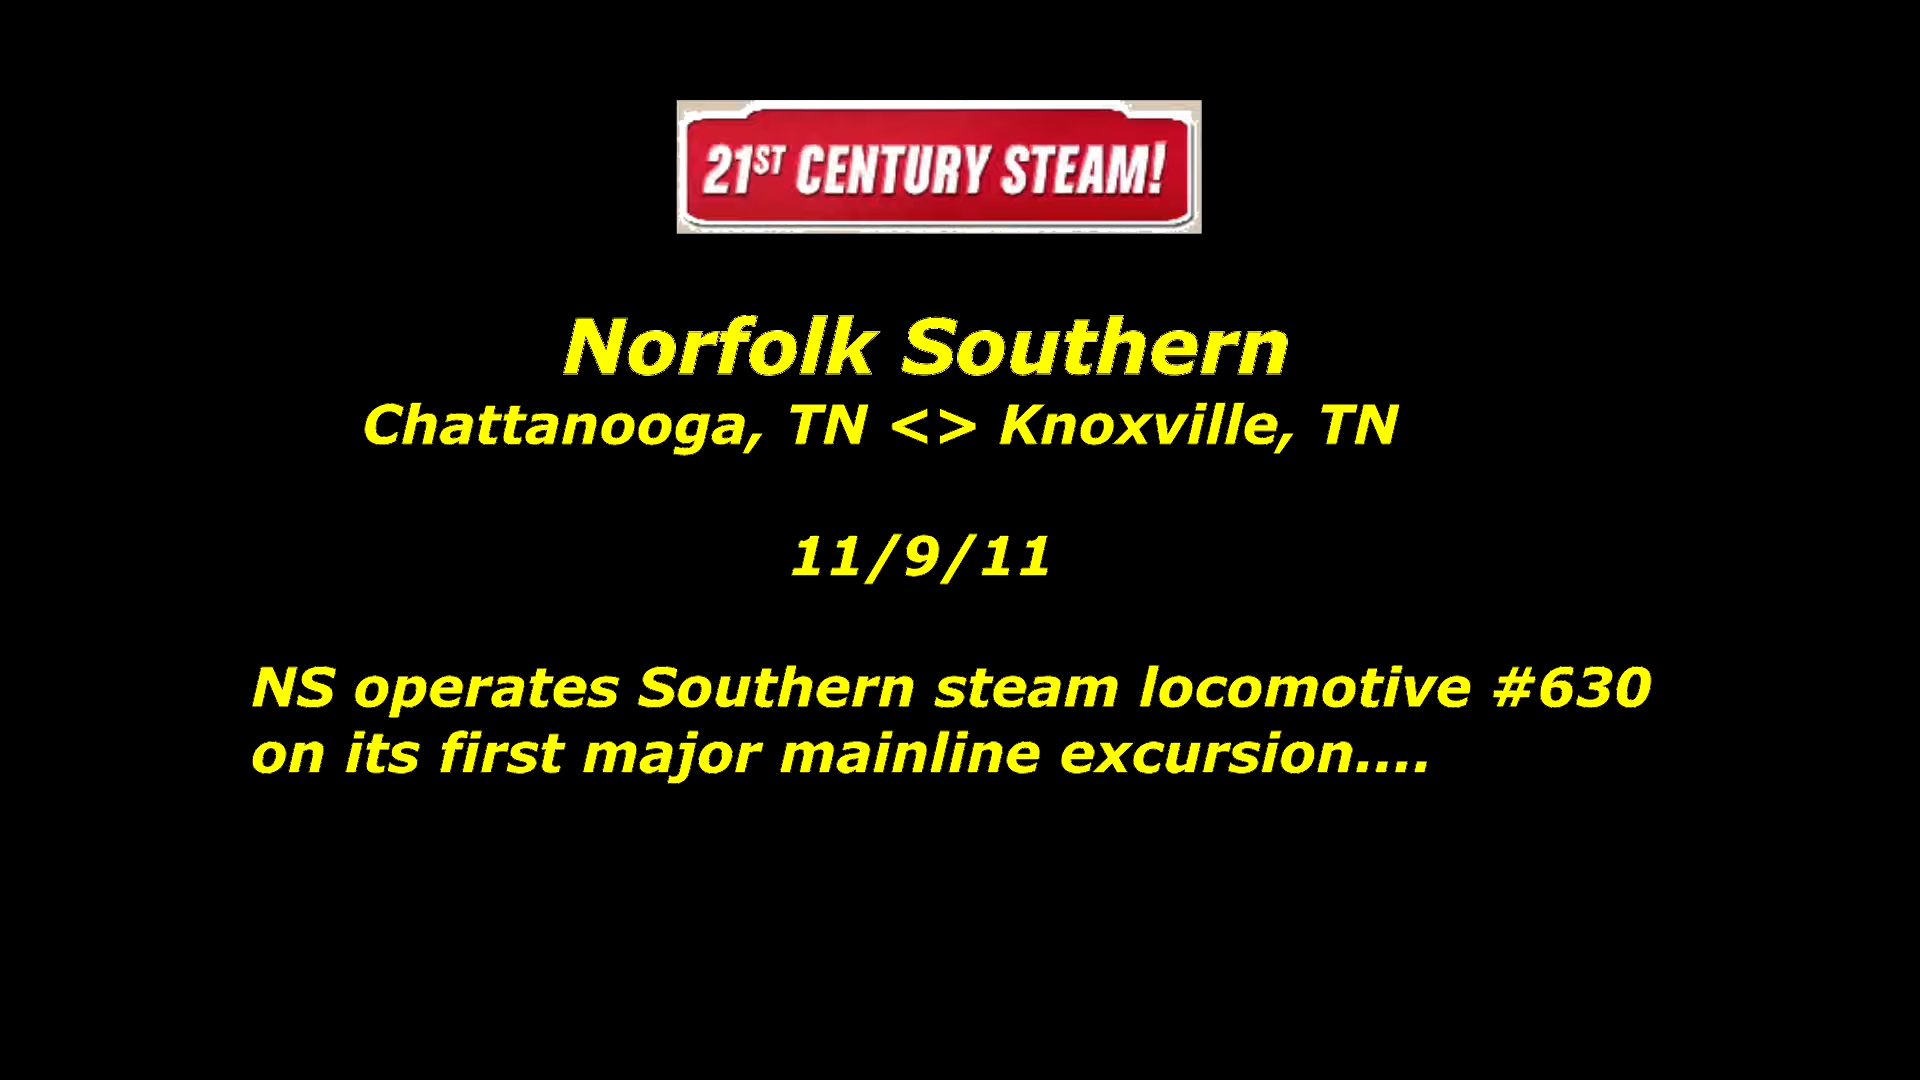 21ST CENTURY STEAM!
Norfolk Southern
Chattanooga, TN <> Knoxville, TN
11/9/11
NS operates Southern steam locomotive #630
on its first major mainline excursion....